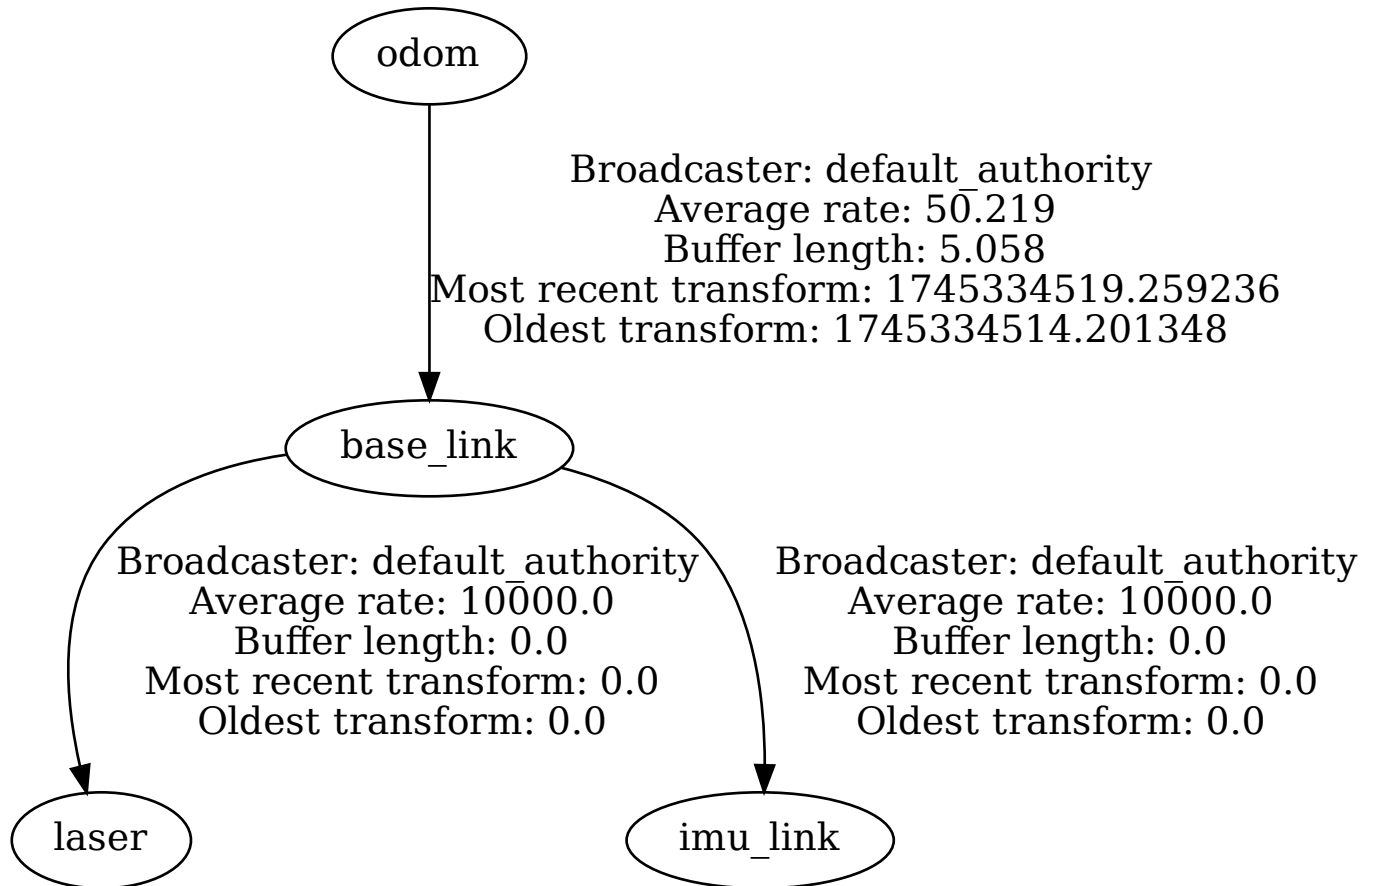 odom
Broadcaster: default_authority
Average rate: 50.219
Buffer length: 5.058
Most recent transform: 1745334519.259236
Oldest transform: 1745334514.201348
base_link
Broadcaster: default_authority
Average rate: 10000.0
Buffer length: 0.0
Most recent transform: 0.0
Oldest transform: 0.0
Broadcaster: default_authority
Average rate: 10000.0
Buffer length: 0.0
Most recent transform: 0.0
Oldest transform: 0.0
laser
imu_link